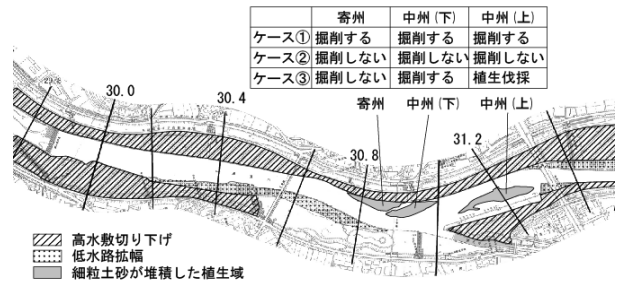 寄州 中州(下) 中州(上)
ケース① 掘削する 掘削する 掘削する
ケース② 掘削しない 掘削しない 掘削しない
ケース③ 掘削しない 掘削する 植生伐採
寄州 中州(下) 中州(上)
29.8
30.0
30.4
30.8
31.2
高水敷切り下げ
低水路拡幅
細粒土砂が堆積した植生域